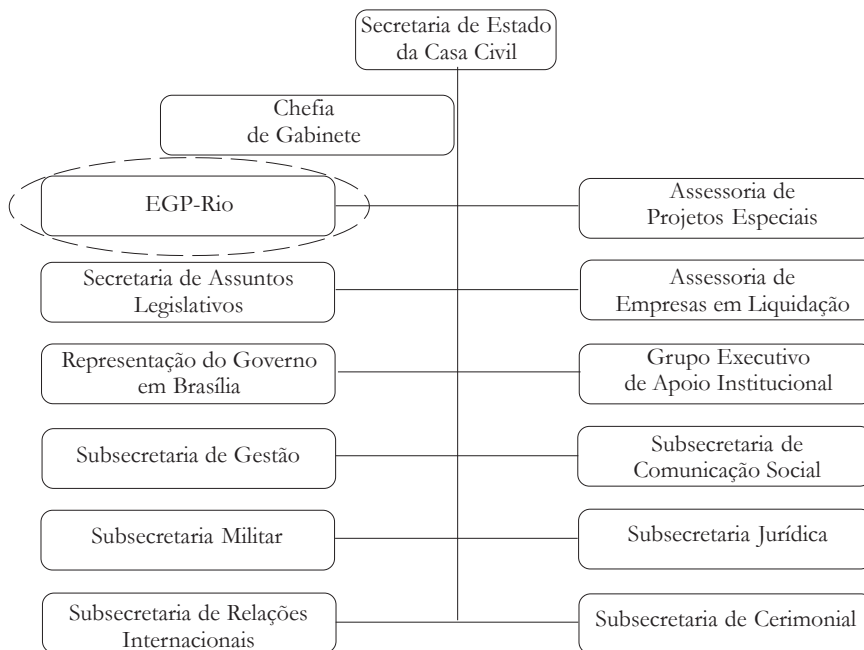 Secretaria de Estado
da Casa Civil
Chefia
de Gabinete
EGP-Rio
Assessoria de
Projetos Especiais
Secretaria de Assuntos
Legislativos
Assessoria de
Empresas em Liquidação
Representação do Governo
em Brasília
Grupo Executivo
de Apoio Institucional
Subsecretaria de Gestão
Subsecretaria de
Comunicação Social
Subsecretaria Militar
Subsecretaria Jurídica
Subsecretaria de Relações
Internacionais
Subsecretaria de Cerimonial